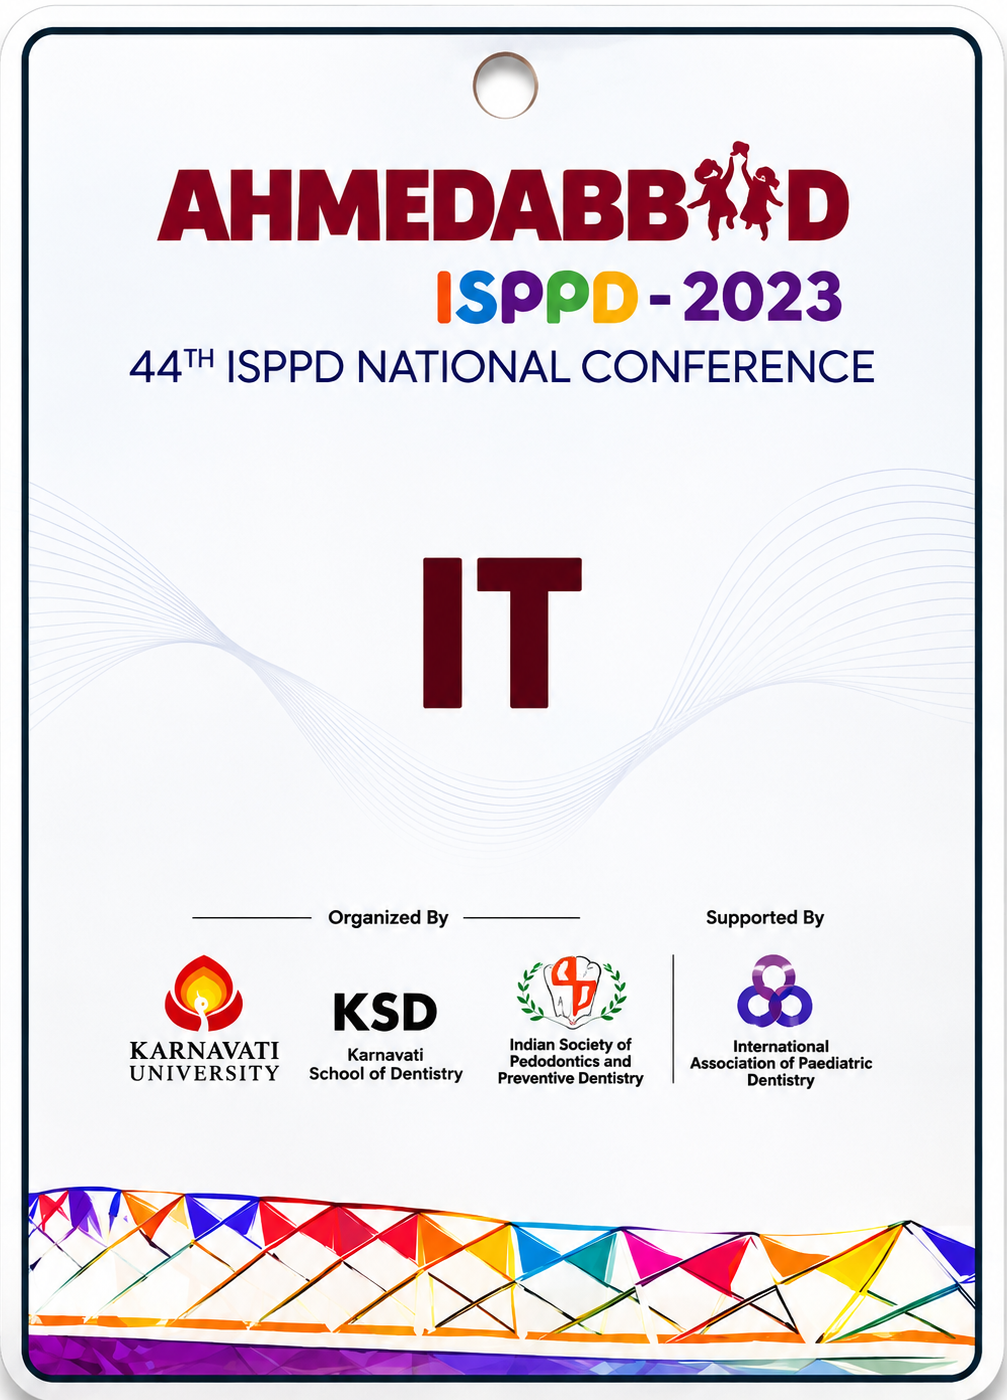 AHMEDABBAD
ISPPD - 2023
44TH ISPPD NATIONAL CONFERENCE
IT
Organized By
KARNAVATI
UNIVERSITY
KSD
Karnavati
School of Dentistry
Indian Society of
Pedodontics and
Preventive Dentistry
Supported By
International
Association of Paediatric
Dentistry